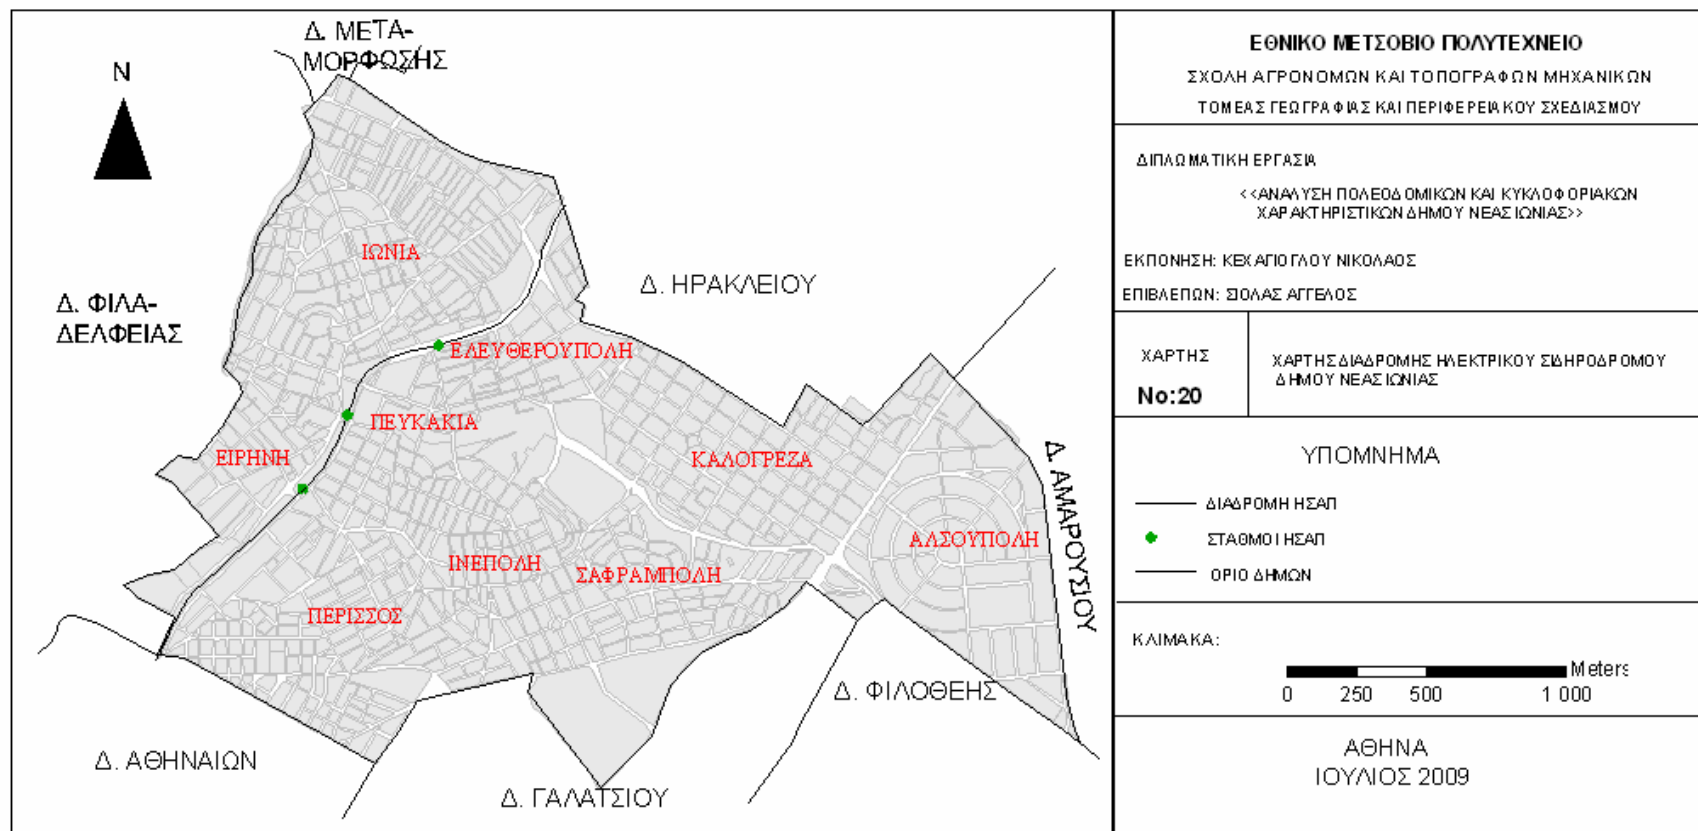 Δ. ΜΕΤΑ-
ΜΟΡΦΩΣΗΣ
N
ΙΩΝΙΑ
Δ. ΗΡΑΚΛΕΙΟΥ
Δ. ΦΙΛΑ-
ΔΕΛΦΕΙΑΣ
ΕΛΕΥΘΕΡΟΥΠΟΛΗ
ΠΕΥΚΑΚΙΑ
ΕΙΡΗΝΗ
ΚΑΛΟΓΡΕΖΑ
Δ. ΑΜΑΡΟΥΣΙΟΥ
ΑΛΣΟΥΠΟΛΗ
ΙΝΕΠΟΛΗ
ΣΑΦΡΑΜΠΟΛΗ
ΠΕΡΙΣΣΟΣ
Δ. ΦΙΛΟΘΕΗΣ
Δ. ΑΘΗΝΑΙΩΝ
Δ. ΓΑΛΑΤΣΙΟΥ
ΕΘΝΙΚΟ ΜΕΤΣΟΒΙΟ ΠΟΛΥΤΕΧΝΕΙΟ
ΣΧΟΛΗ ΑΓΡΟΝΟΜΩΝ ΚΑΙ ΤΟΠΟΓΡΑΦΩΝ ΜΗΧΑΝΙΚΩΝ
ΤΟΜΕΑΣ ΓΕΩΓΡΑΦΙΑΣ ΚΑΙ ΠΕΡΙΦΕΡΕΙΑΚΟΥ ΣΧΕΔΙΑΣΜΟΥ
ΔΙΠΛΩΜΑΤΙΚΗ ΕΡΓΑΣΙΑ
<<ΑΝΑΛΥΣΗ ΠΟΛΕΟΔΟΜΙΚΩΝ ΚΑΙ ΚΥΚΛΟΦΟΡΙΑΚΩΝ
ΧΑΡΑΚΤΗΡΙΣΤΙΚΩΝ ΔΗΜΟΥ ΝΕΑΣ ΙΩΝΙΑΣ>>
ΕΚΠΟΝΗΣΗ: ΚΕΧΑΓΙΟΓΛΟΥ ΝΙΚΟΛΑΟΣ
ΕΠΙΒΛΕΠΩΝ: ΣΙΟΛΑΣ ΑΓΓΕΛΟΣ
ΧΑΡΤΗΣ
Νο:20
ΧΑΡΤΗΣ ΔΙΑΔΡΟΜΗΣ ΗΛΕΚΤΡΙΚΟΥ ΣΙΔΗΡΟΔΡΟΜΟΥ
ΔΗΜΟΥ ΝΕΑΣ ΙΩΝΙΑΣ
ΥΠΟΜΝΗΜΑ
ΔΙΑΔΡΟΜΗ ΗΣΑΠ
ΣΤΑΘΜΟΙ ΗΣΑΠ
ΟΡΙΟ ΔΗΜΩΝ
ΚΛΙΜΑΚΑ:
Meters
0 250 500 1 000
ΑΘΗΝΑ
ΙΟΥΛΙΟΣ 2009